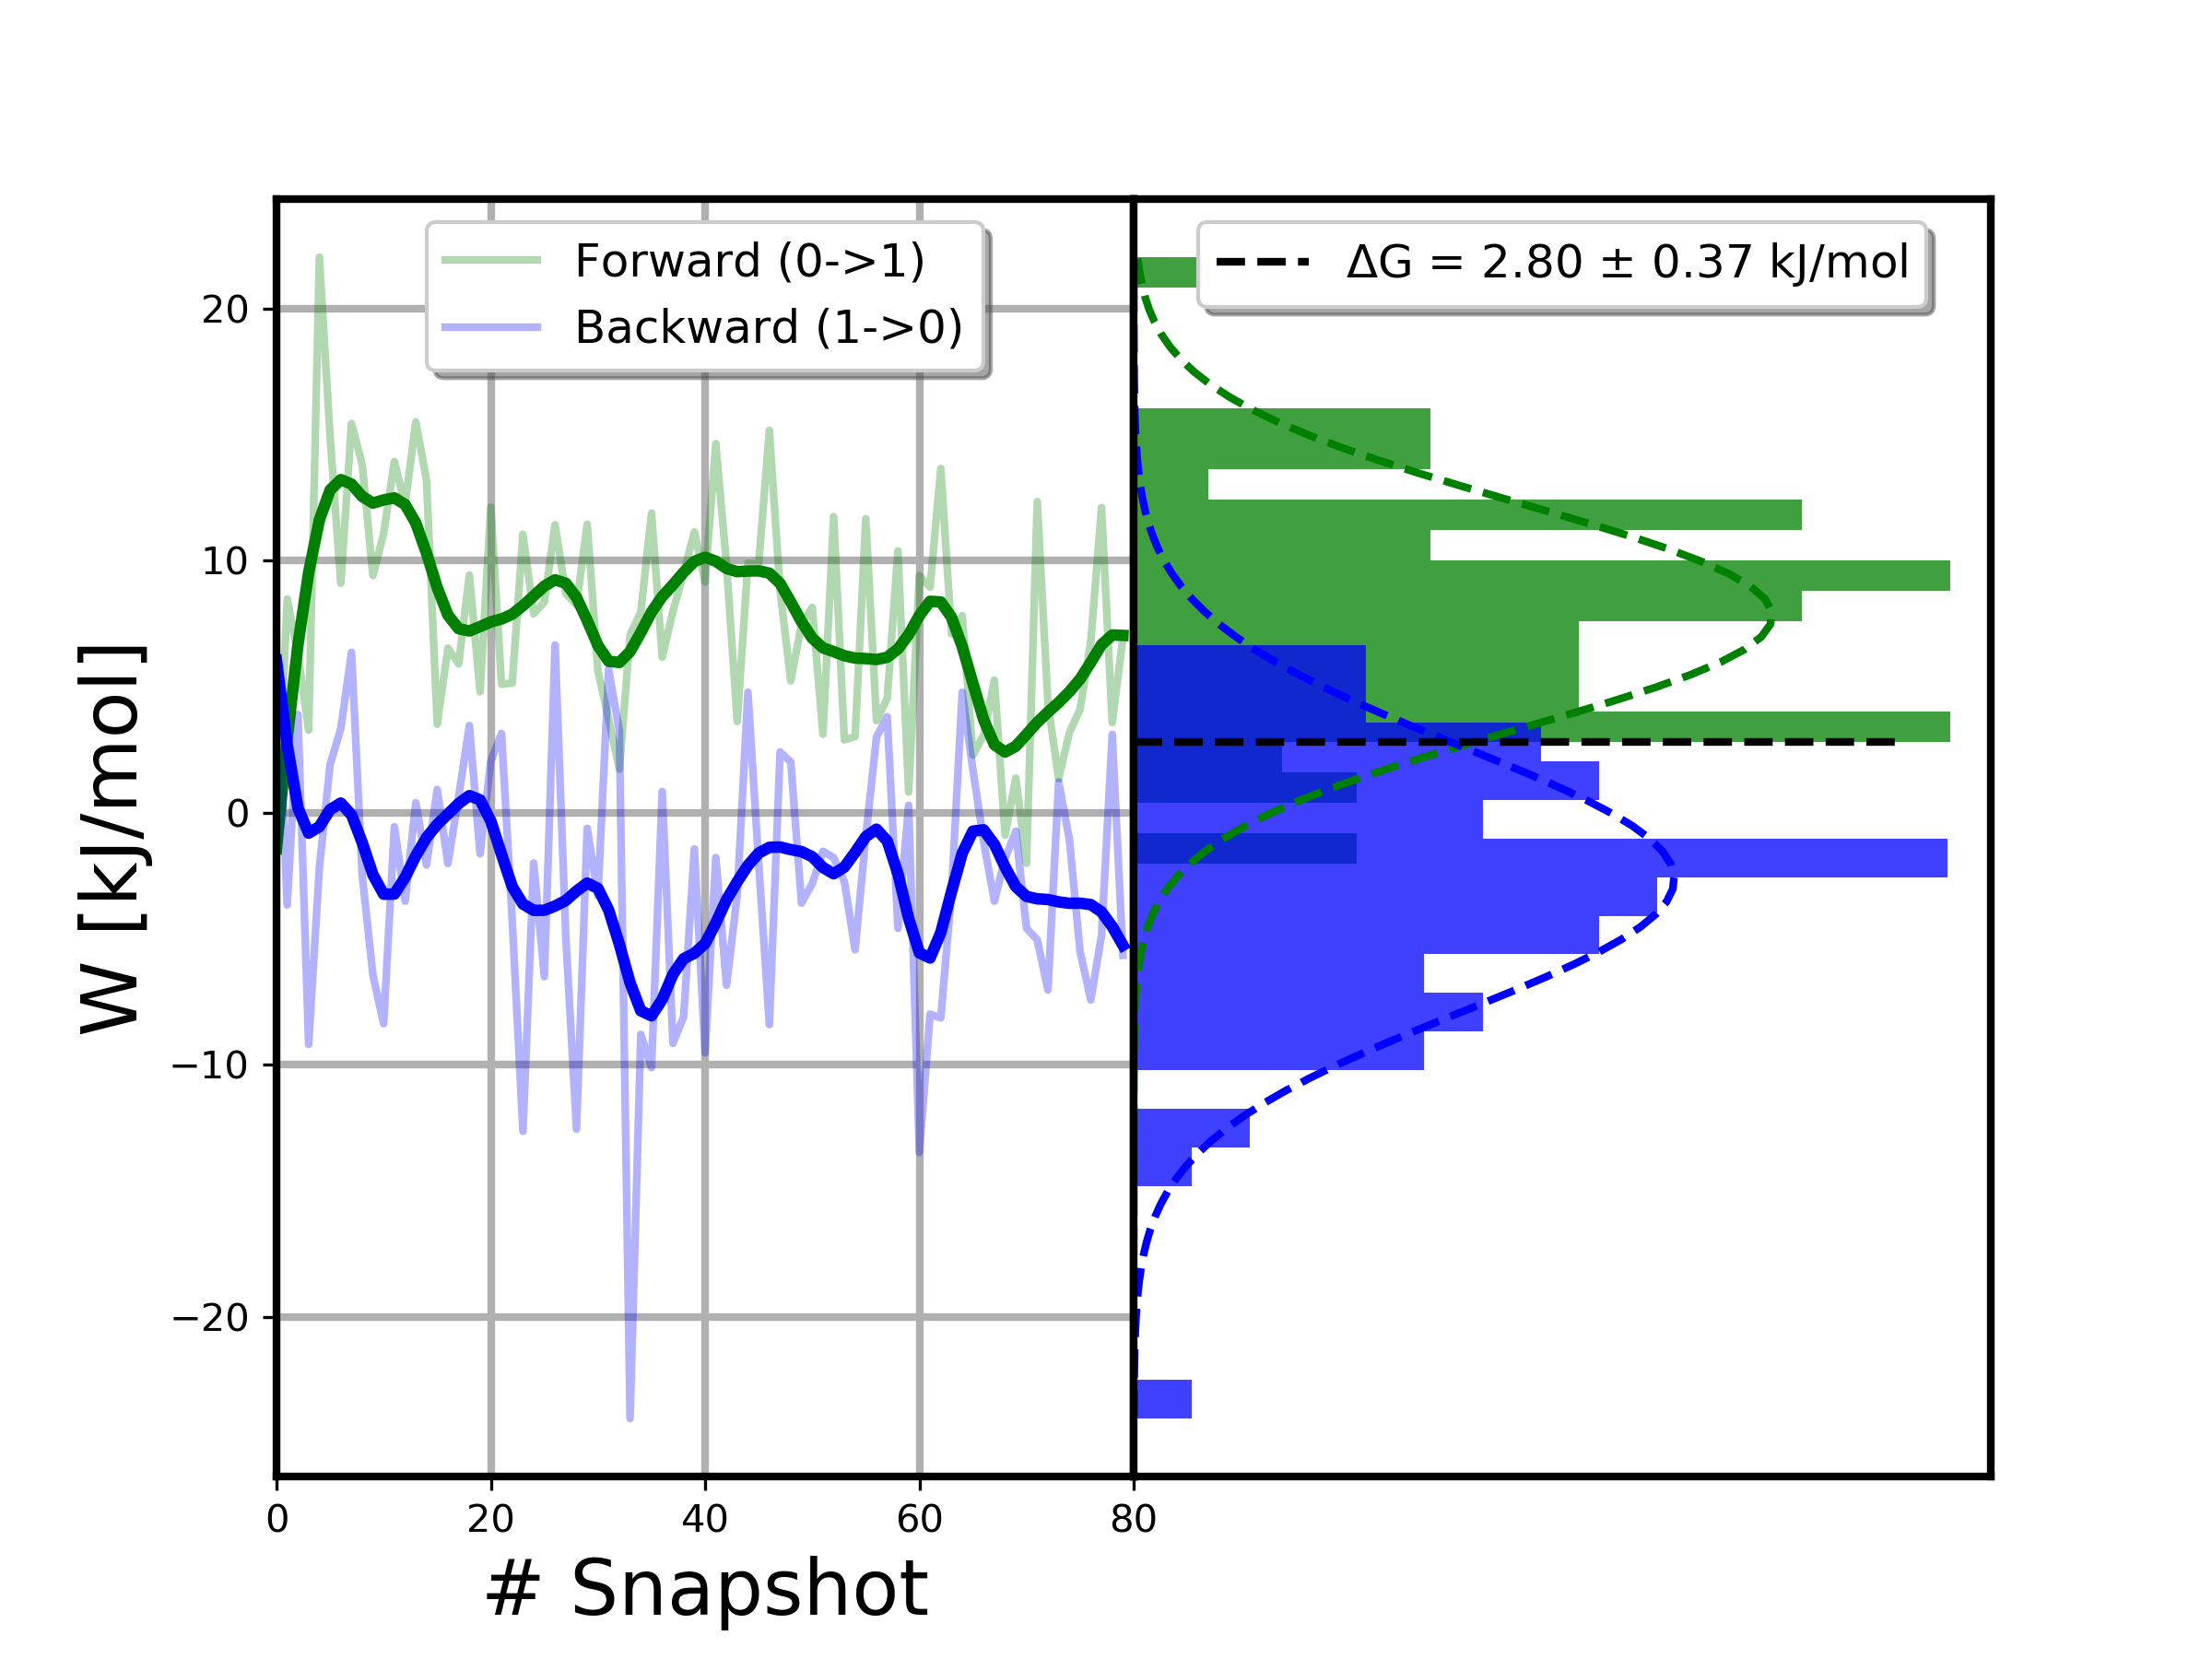 Forward (0->1)
Backward (1->0)
ΔG = 2.80 ± 0.37 kJ/mol
20
10
0
−10
−20
W [kJ/mol]
0 20 40 60 80
# Snapshot